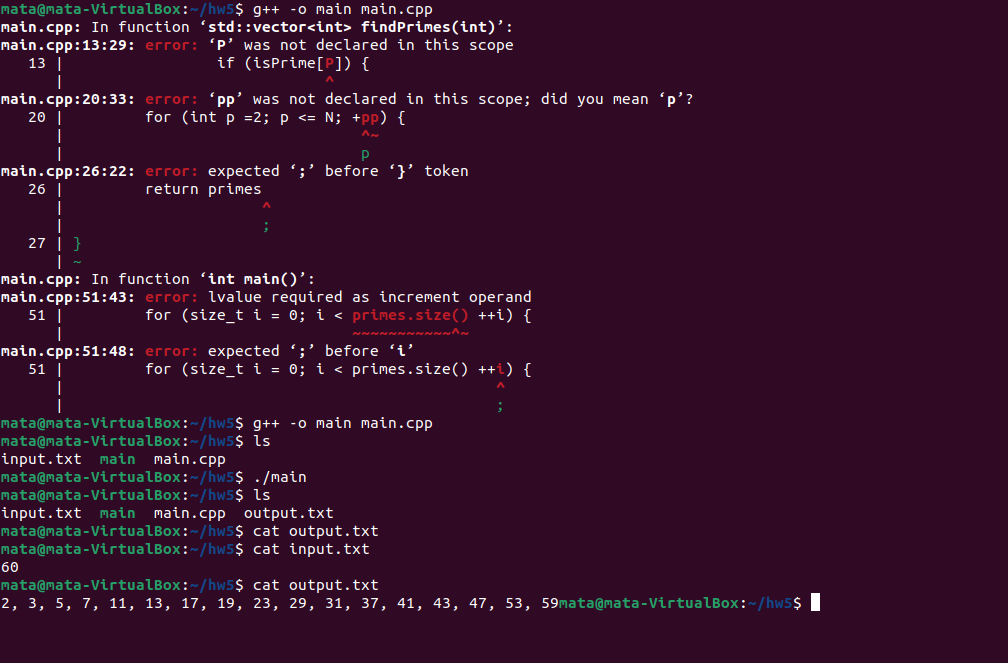 mata@mata-VirtualBox:~/hw5$ g++ -o main main.cpp
main.cpp: In function ‘std::vector<int> findPrimes(int)’:
main.cpp:13:29: error: ‘P’ was not declared in this scope
   13 |                 if (isPrime[P]) {
      |                             ^
main.cpp:20:33: error: ‘pp’ was not declared in this scope; did you mean ‘p’?
   20 |         for (int p =2; p <= N; +pp) {
      |                                 ^~
      |                                 p
main.cpp:26:22: error: expected ‘;’ before ‘}’ token
   26 |         return primes
      |                      ^
      |                      ;
   27 | }
      | ~
main.cpp: In function ‘int main()’:
main.cpp:51:43: error: lvalue required as increment operand
   51 |         for (size_t i = 0; i < primes.size() ++i) {
      |                                ~~~~~~~~~~~^~
main.cpp:51:48: error: expected ‘;’ before ‘i’
   51 |         for (size_t i = 0; i < primes.size() ++i) {
      |                                                ^
      |                                                ;
mata@mata-VirtualBox:~/hw5$ g++ -o main main.cpp
mata@mata-VirtualBox:~/hw5$ ls
input.txt  main  main.cpp
mata@mata-VirtualBox:~/hw5$ ./main
mata@mata-VirtualBox:~/hw5$ ls
input.txt  main  main.cpp  output.txt
mata@mata-VirtualBox:~/hw5$ cat output.txt
mata@mata-VirtualBox:~/hw5$ cat input.txt
60
mata@mata-VirtualBox:~/hw5$ cat output.txt
2, 3, 5, 7, 11, 13, 17, 19, 23, 29, 31, 37, 41, 43, 47, 53, 59mata@mata-VirtualBox:~/hw5$